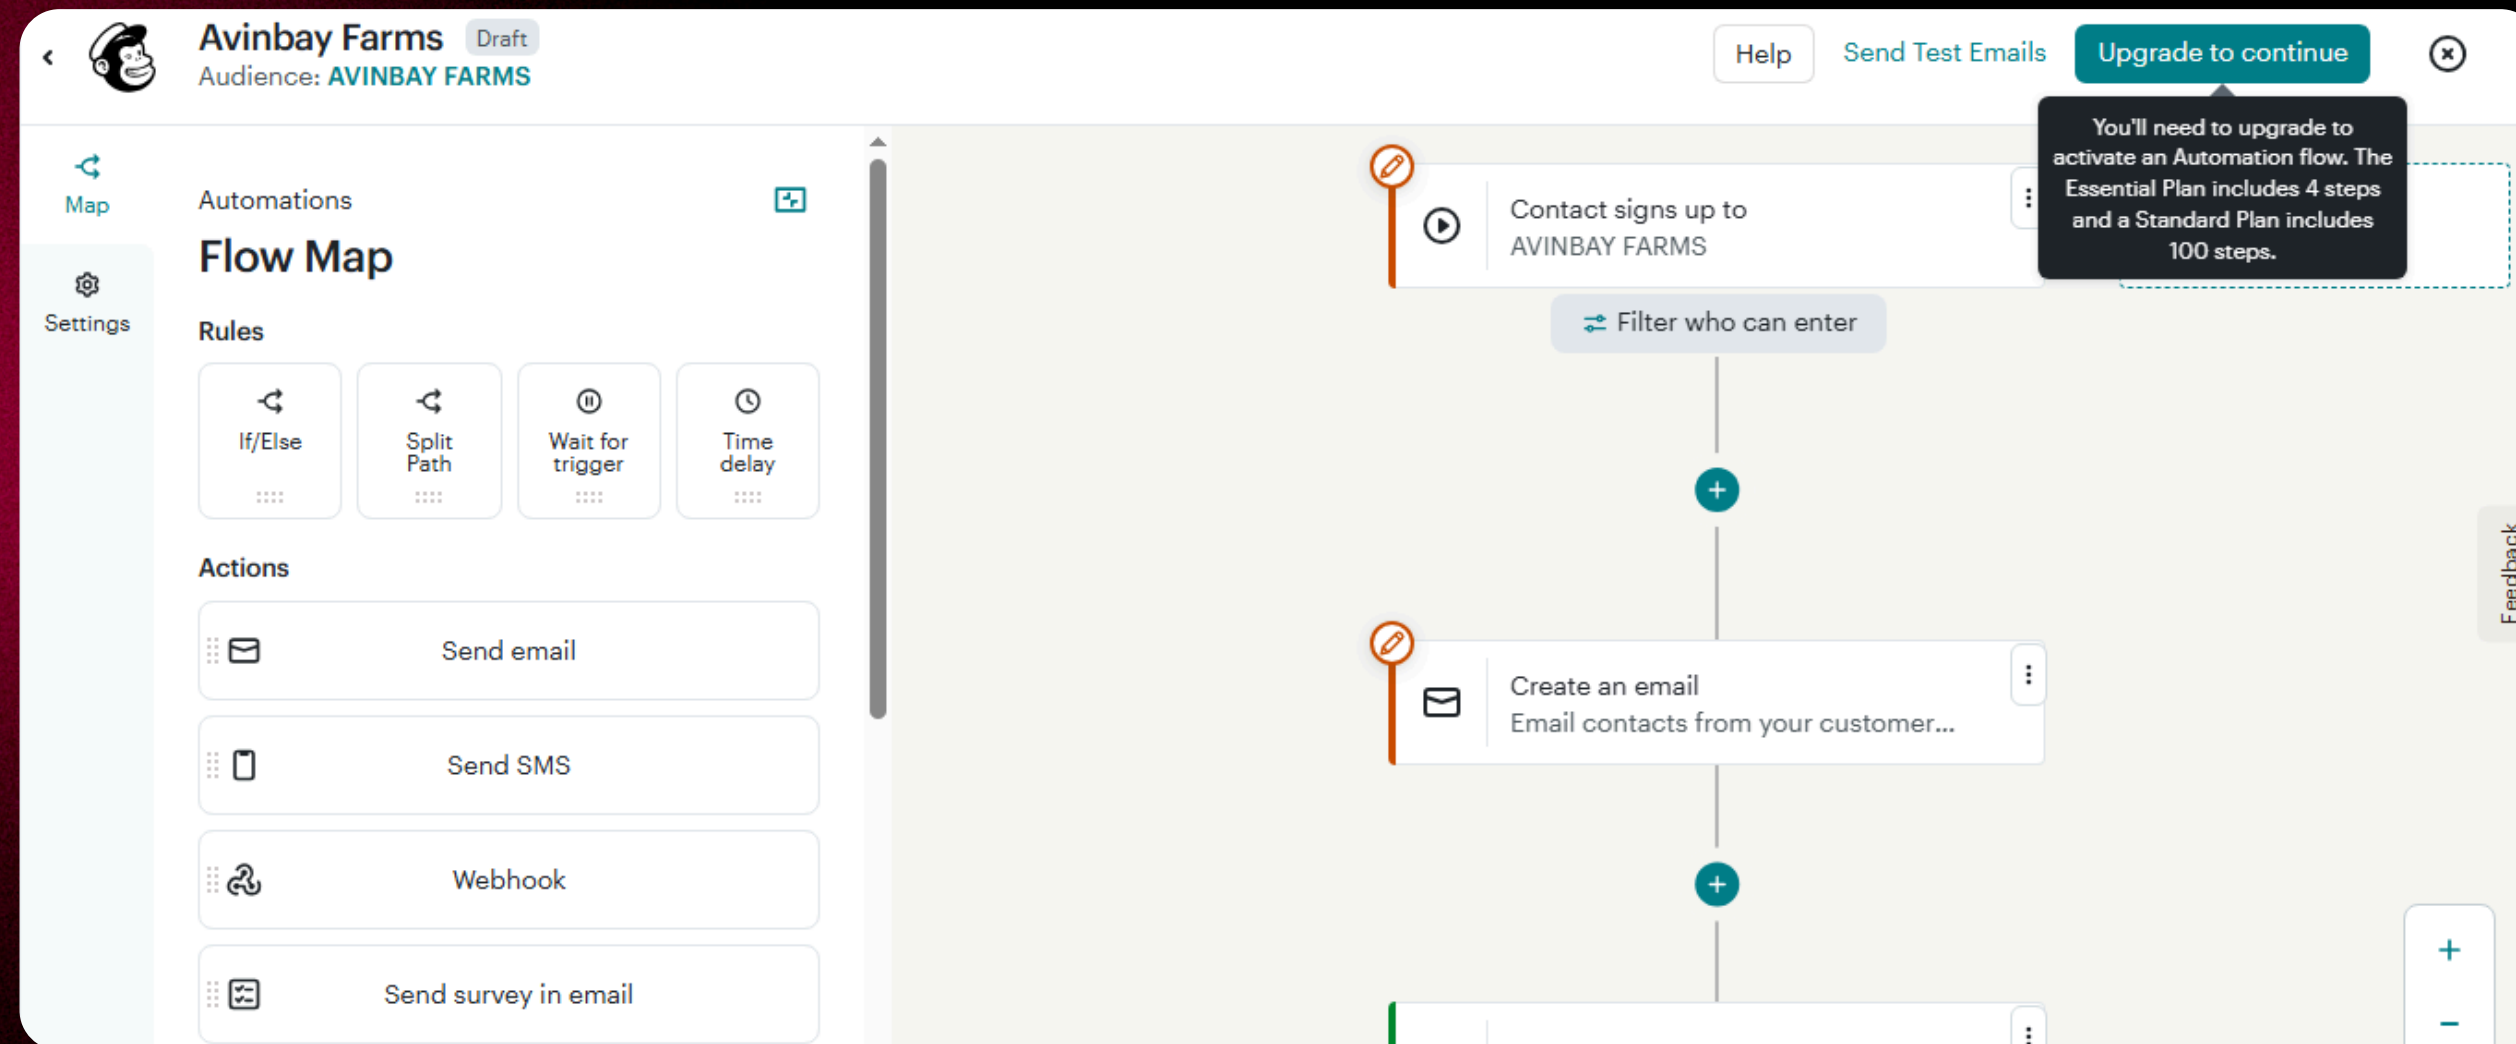 Avinbay Farms Draft
Audience: AVINBAY FARMS
Help
Send Test Emails
Upgrade to continue
You'll need to upgrade to
activate an Automation flow. The
Essential Plan includes 4 steps
and a Standard Plan includes
100 steps.
Map
Settings
Automations
Flow Map
Rules
If/Else
Split
Path
Wait for
trigger
Time
delay
Actions
Send email
Send SMS
Webhook
Send survey in email
Contact signs up to
AVINBAY FARMS
Filter who can enter
Create an email
Email contacts from your customer...
Feedback